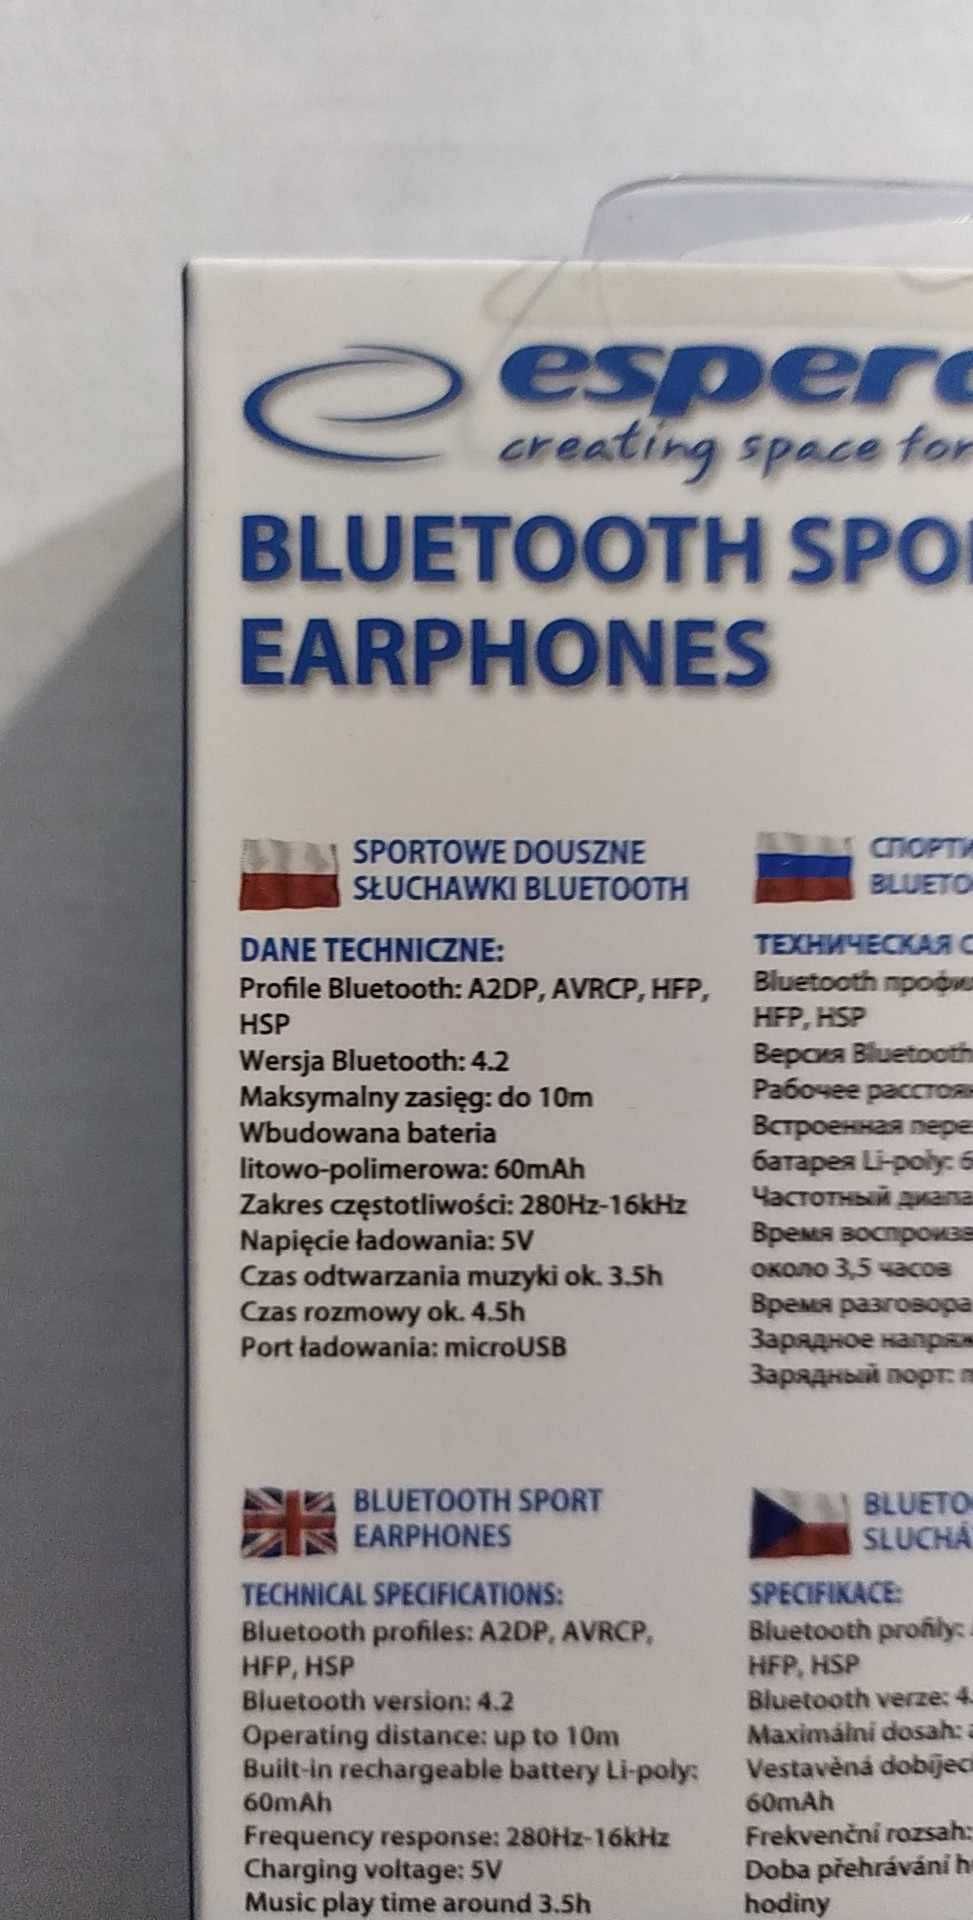 creating space for
BLUETOOTH
EARPHONES
SPORTOWE DOUSZNE
SŁUCHAWKI BLUETOOTH
DANE TECHNICZNE:
Profile Bluetooth: A2DP, AVRCP, HFP,
HSP
Wersja Bluetooth: 4.2
Maksymalny zasięg: do 10m
Wbudowana bateria
litowo-polimerowa: 60mAh
Zakres częstotliwości: 280Hz-16kHz
Napięcie ładowania: 5V
Czas odtwarzania muzyki ok. 3.5h
Czas rozmowy ok. 4.5h
Port ładowania: microUSB
ТЕХНИЧЕСКАЯ
Bluetooth
HFP, HSP
Версия Bluetooth
Рабочее
Встроенная
батарея Li-poly:
Частотный
Время
около 3,5 часов
Время разговора
Зарядное
Зарядный порт:
BLUETOOTH SPORT
EARPHONES
TECHNICAL SPECIFICATIONS:
Bluetooth profiles: A2DP, AVRCP,
HFP, HSP
Bluetooth version: 4.2
Operating distance: up to 10m
Built-in rechargeable battery Li-poly:
60mAh
Frequency response: 280Hz-16kHz
Charging voltage: 5V
Music play time around 3.5h
SPECIFIKACE:
Bluetooth profily:
HFP, HSP
Bluetooth verze:
Maximální dosah:
Vestavěná
60mAh
Frekvenční rozsah:
Doba přehrávání
hodiny